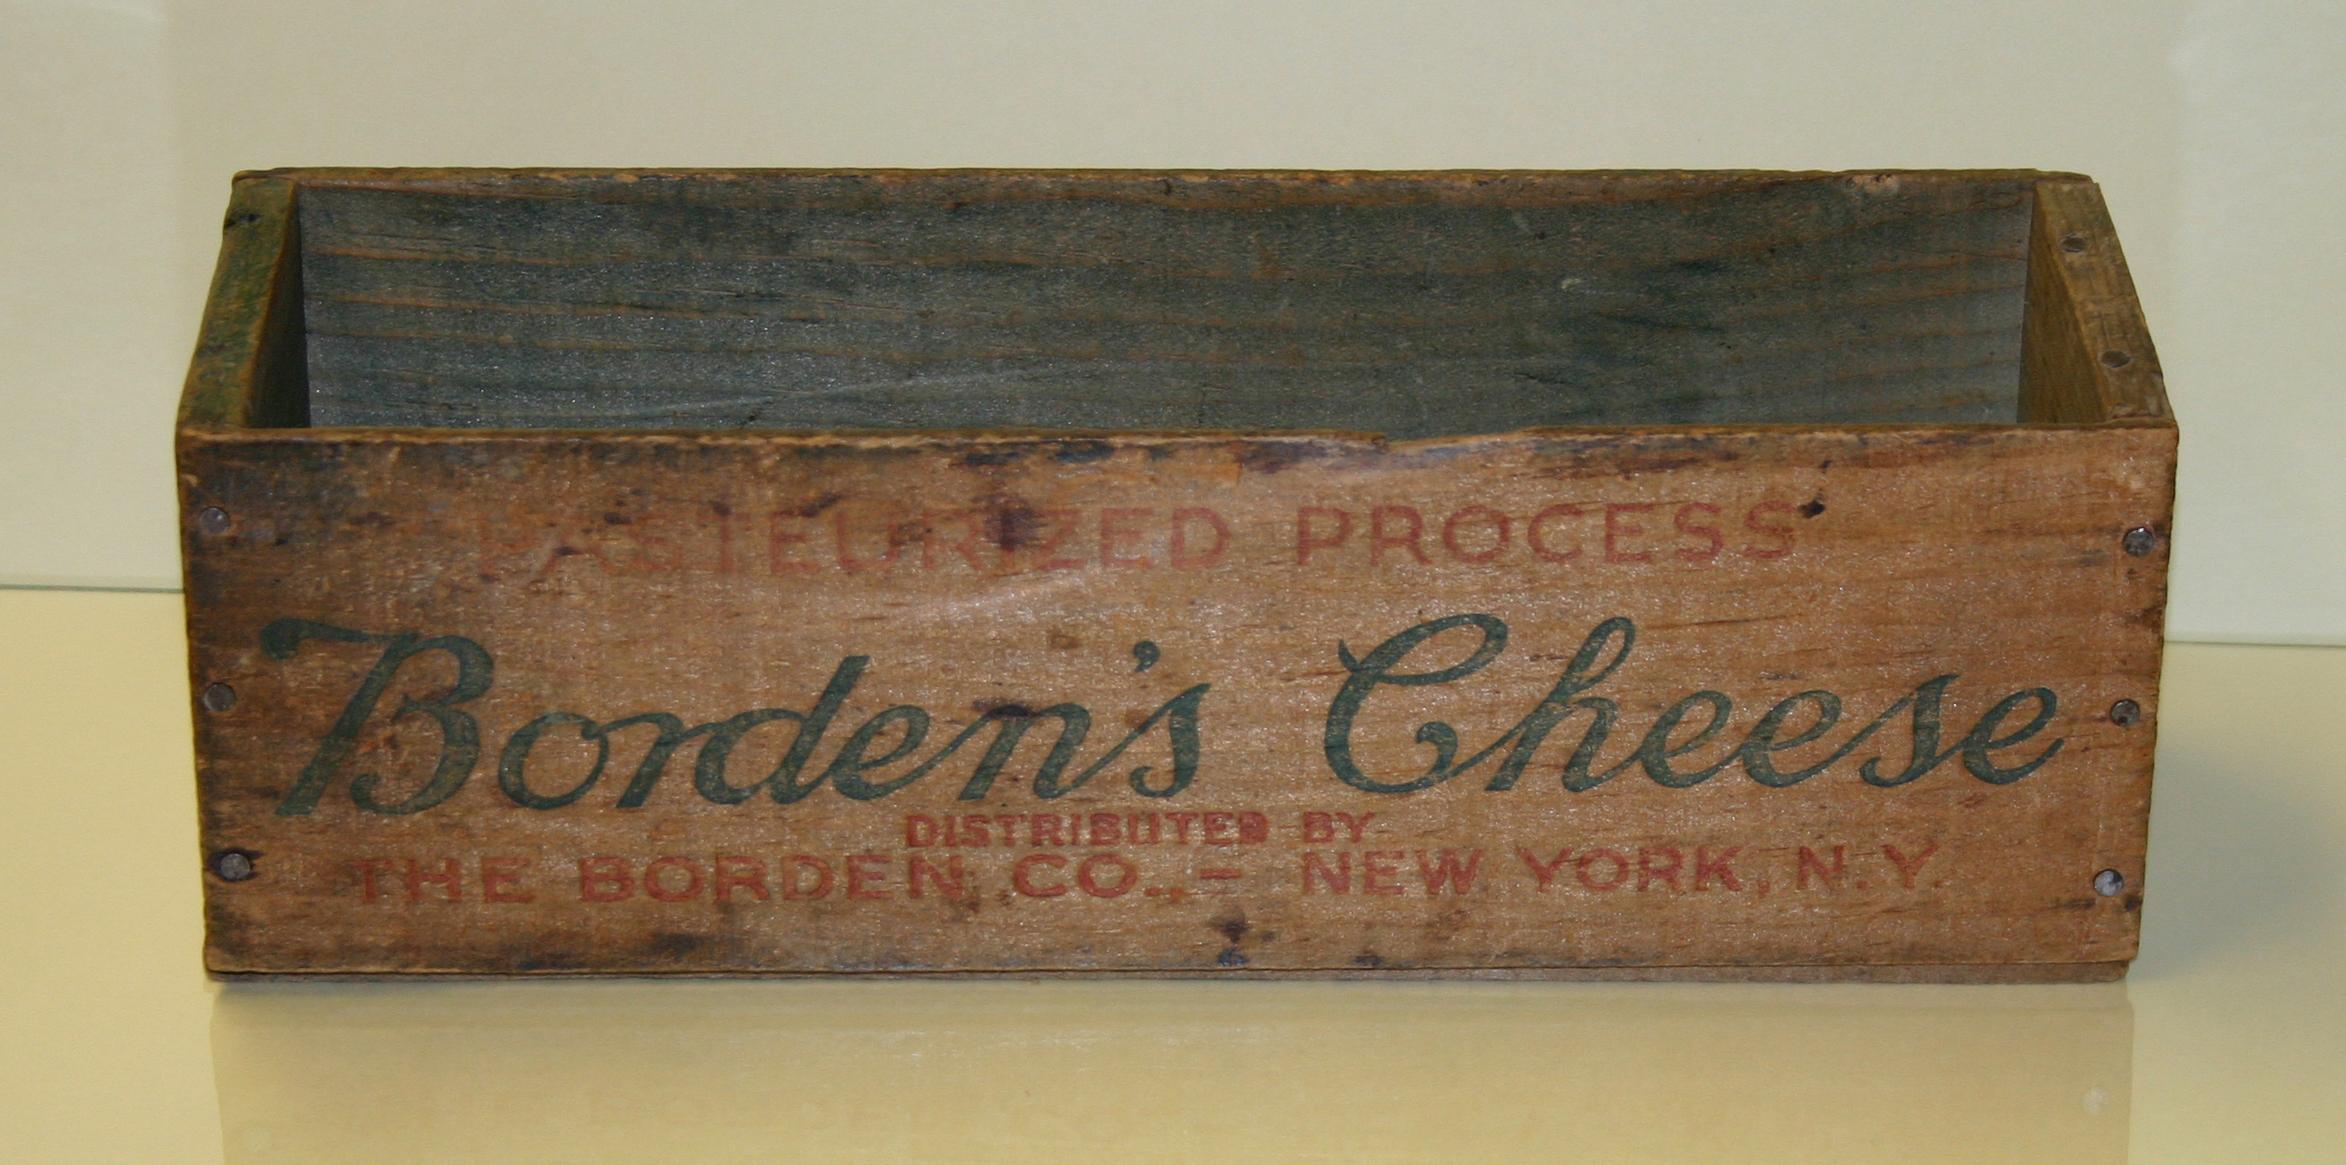 PASTEURIZED PROCESS
Borden's Cheese
DISTRIBUTED BY
THE BORDEN CO., – NEW YORK, N.Y.